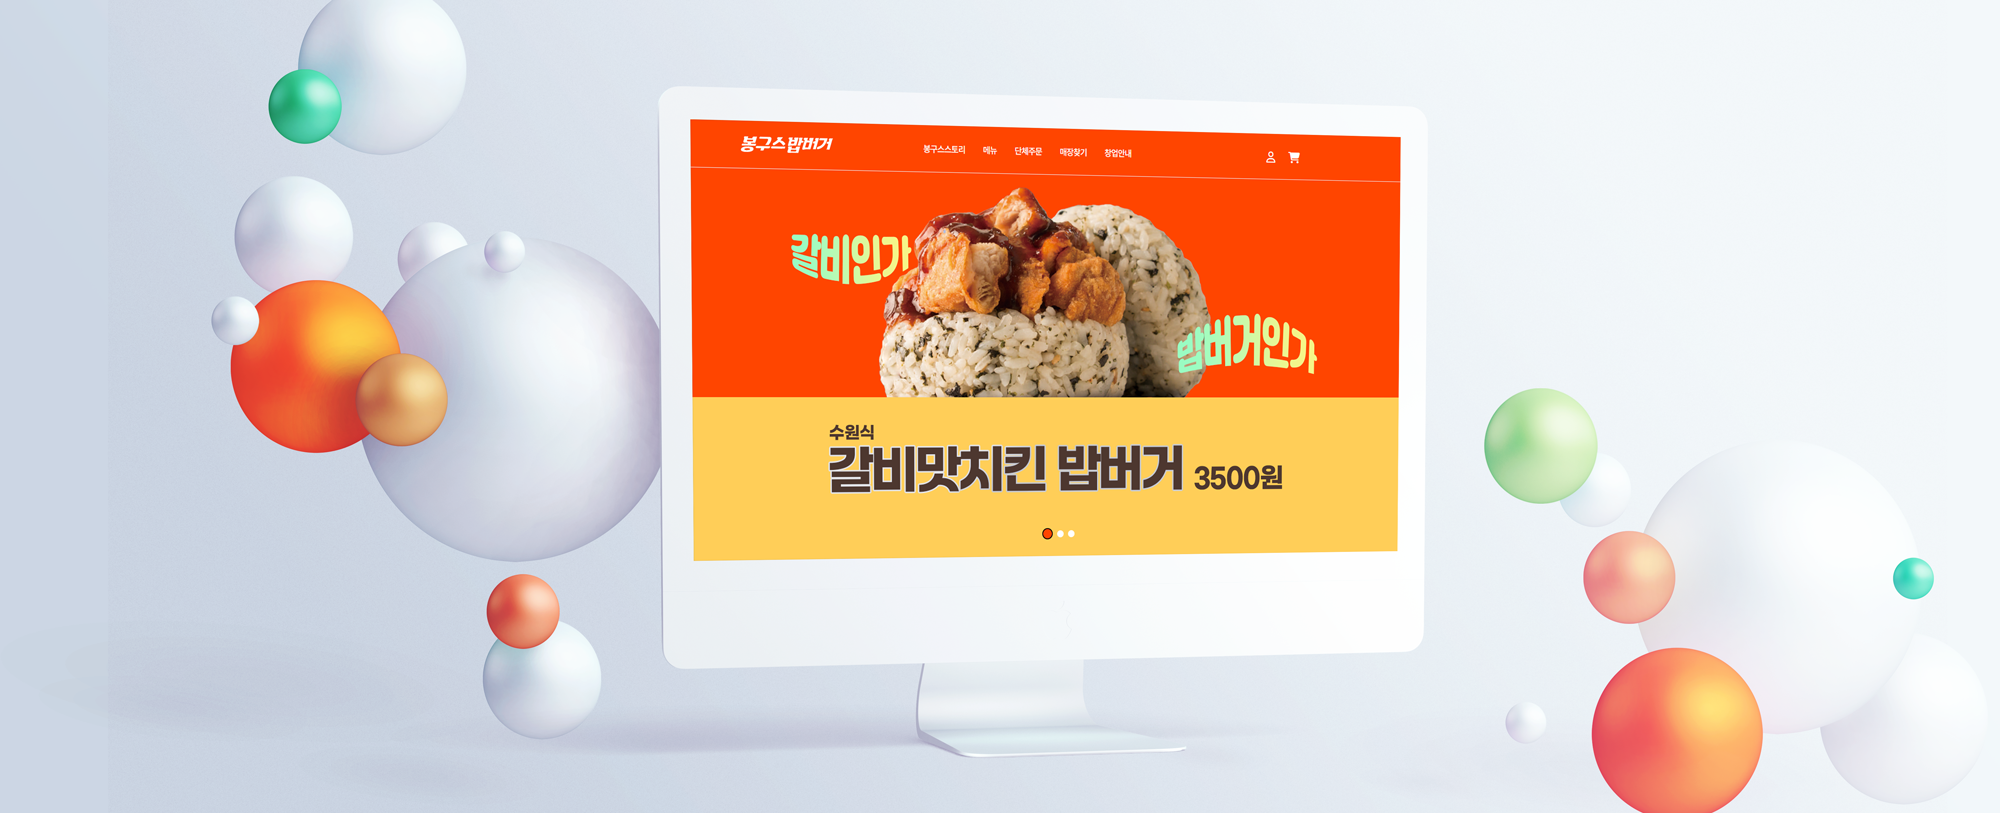 봉구스밥버거
봉구스스토리 메뉴 단체주문 매장찾기 창업안내
갈비인가
밥버거인가
수원식
갈비맛치킨 밥버거 3500원